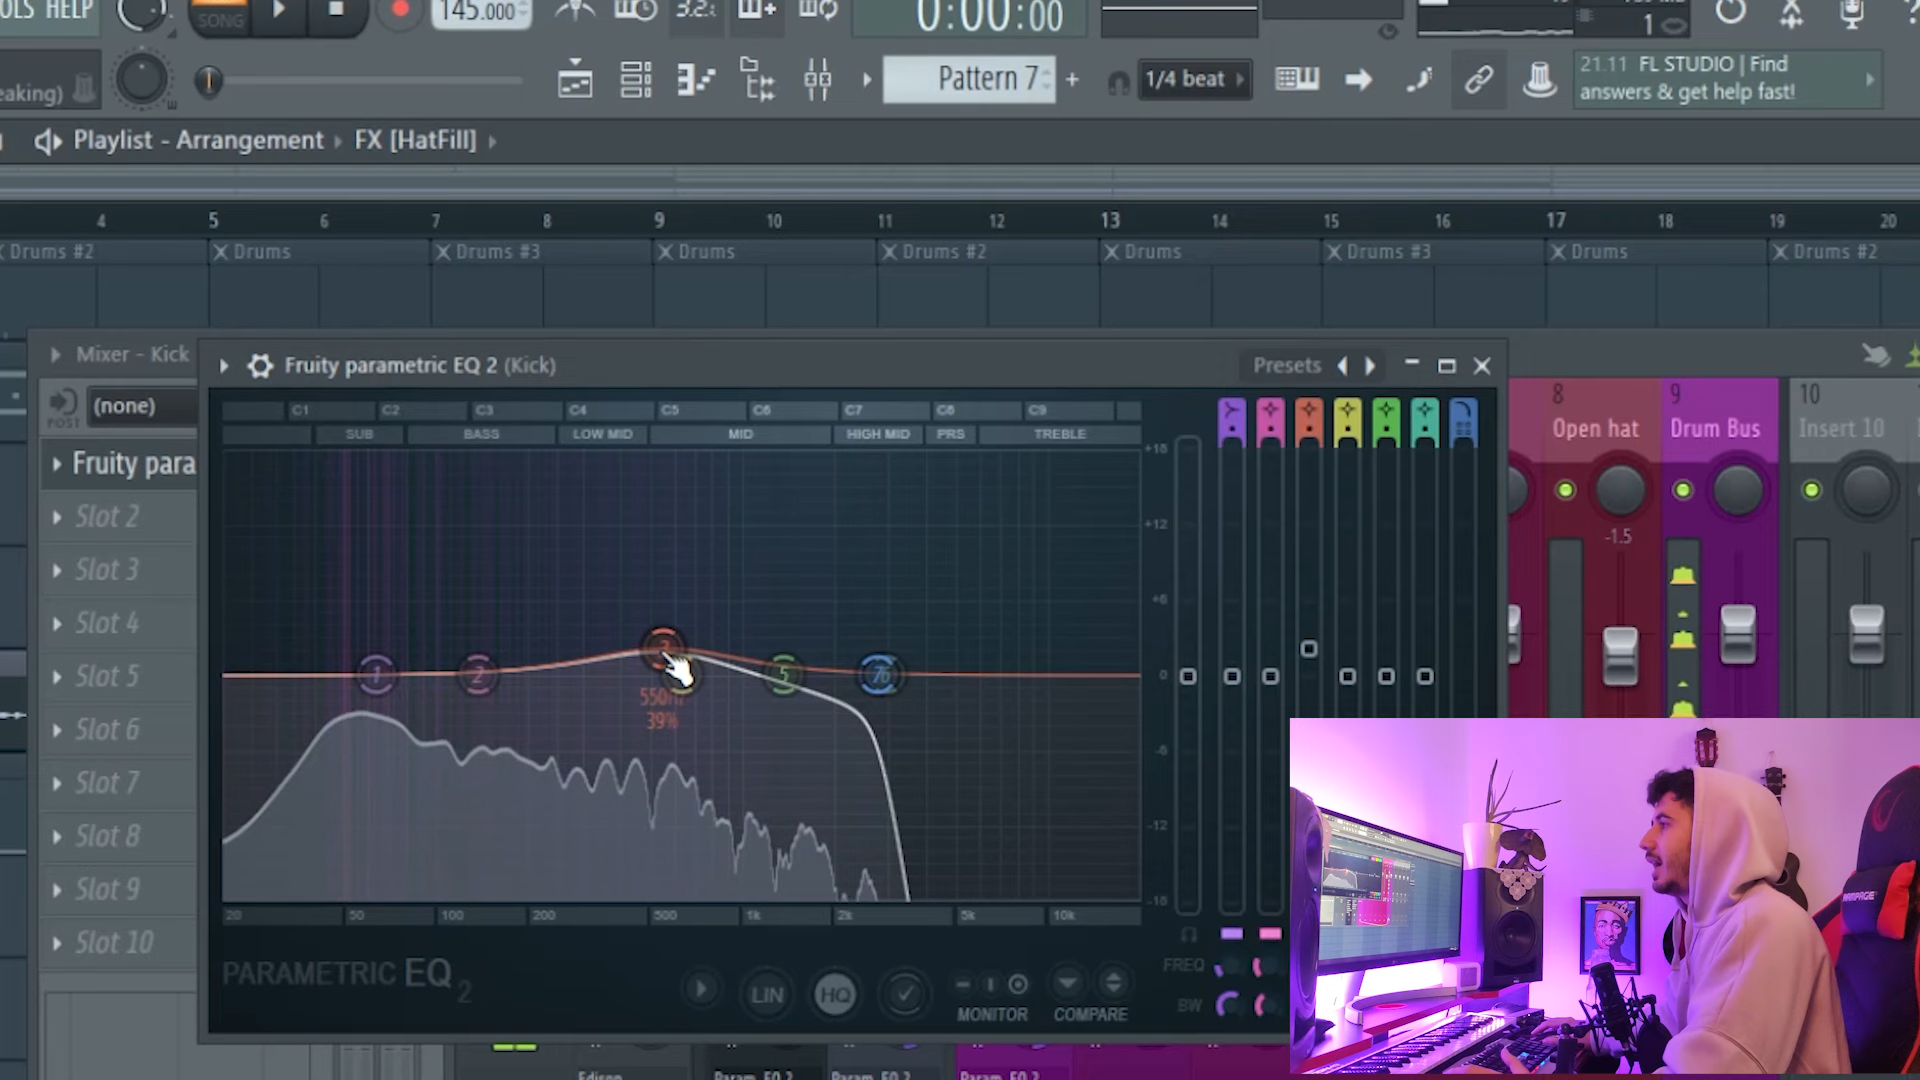 OLS HELP
SONG
145.000
3.2:
0:00:00
1
eaking)
Pattern 7
+
1/4 beat
21.11 FL STUDIO | Find
answers & get help fast!
Playlist - Arrangement
FX [HatFill]
4 5 6 7 8 9 10 11 12 13 14 15 16 17 18 19 20
Drums #2
Drums
Drums #3
Drums
Drums #2
Drums
Drums #3
Drums
Drums #2
Mixer - Kick
Fruity parametric EQ 2 (Kick)
Presets
POST
(none)
Fruity para
Slot 2
Slot 3
Slot 4
Slot 5
Slot 6
Slot 7
Slot 8
Slot 9
Slot 10
C1 C2 C3 C4 C5 C6 C7 C8 C9
SUB BASS LOW MID MID HIGH MID PRS TREBLE
+18
+12
+6
0
-6
-12
-18
1 2 3 5 76
550H
39%
20 50 100 200 500 1k 2k 5k 10k
PARAMETRIC EQ 2
LIN
HQ
MONITOR
COMPARE
FREQ
BW
8
Open hat
-1.5
9
Drum Bus
10
Insert 10
Edison
Param. EQ 2
Param. EQ 2
Param. EQ 2